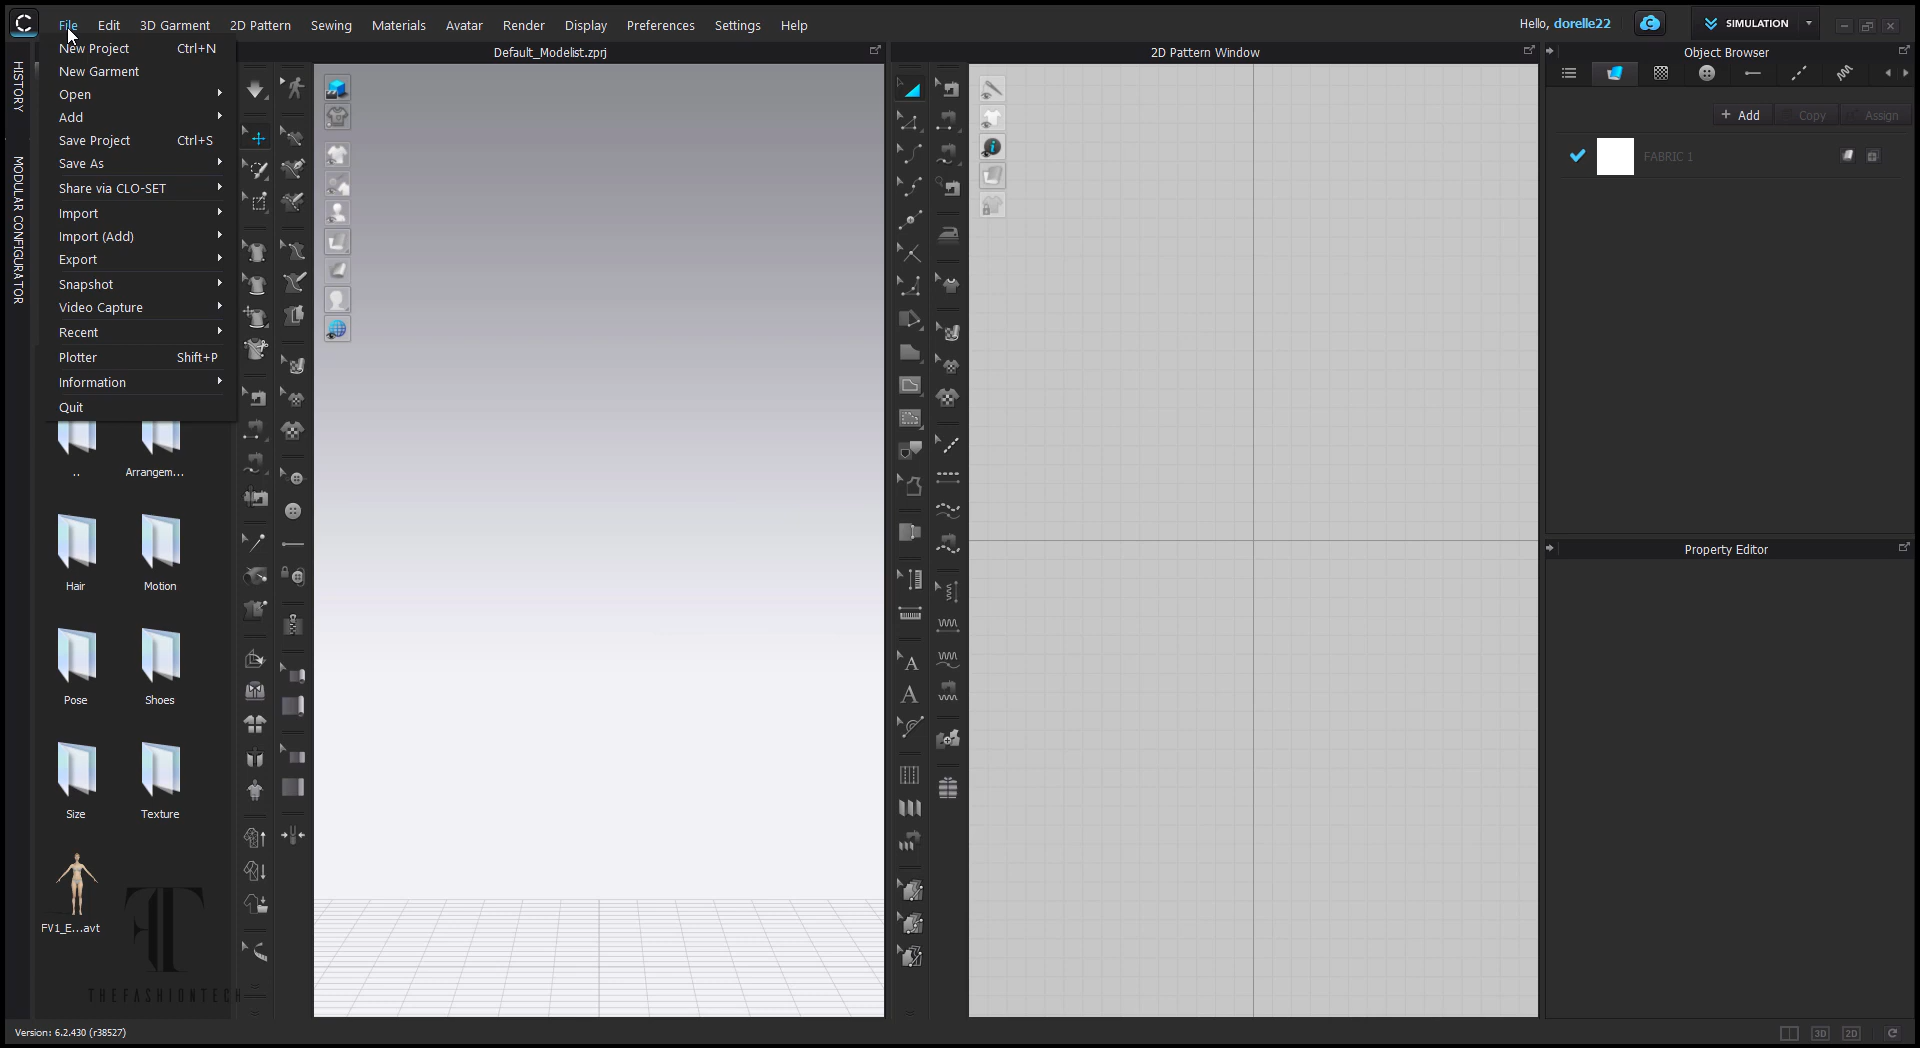 File Edit 3D Garment 2D Pattern Sewing Materials Avatar Render Display Preferences Settings Help
Hello, dorelle22
SIMULATION
New Project Ctrl+N
New Garment
Open
Add
Save Project Ctrl+S
Save As
Share via CLO-SET
Import
Import (Add)
Export
Snapshot
Video Capture
Recent
Plotter Shift+P
Information
Quit
HISTORY
MODULAR CONFIGURATOR
..
Arrangem...
Hair
Motion
Pose
Shoes
Size
Texture
FV1_E...avt
THEFASHIONTECH
Default_Modelist.zprj
2D Pattern Window
A
A
Object Browser
+ Add
Copy
Assign
FABRIC 1
Property Editor
Version: 6.2.430 (r38527)
3D
2D